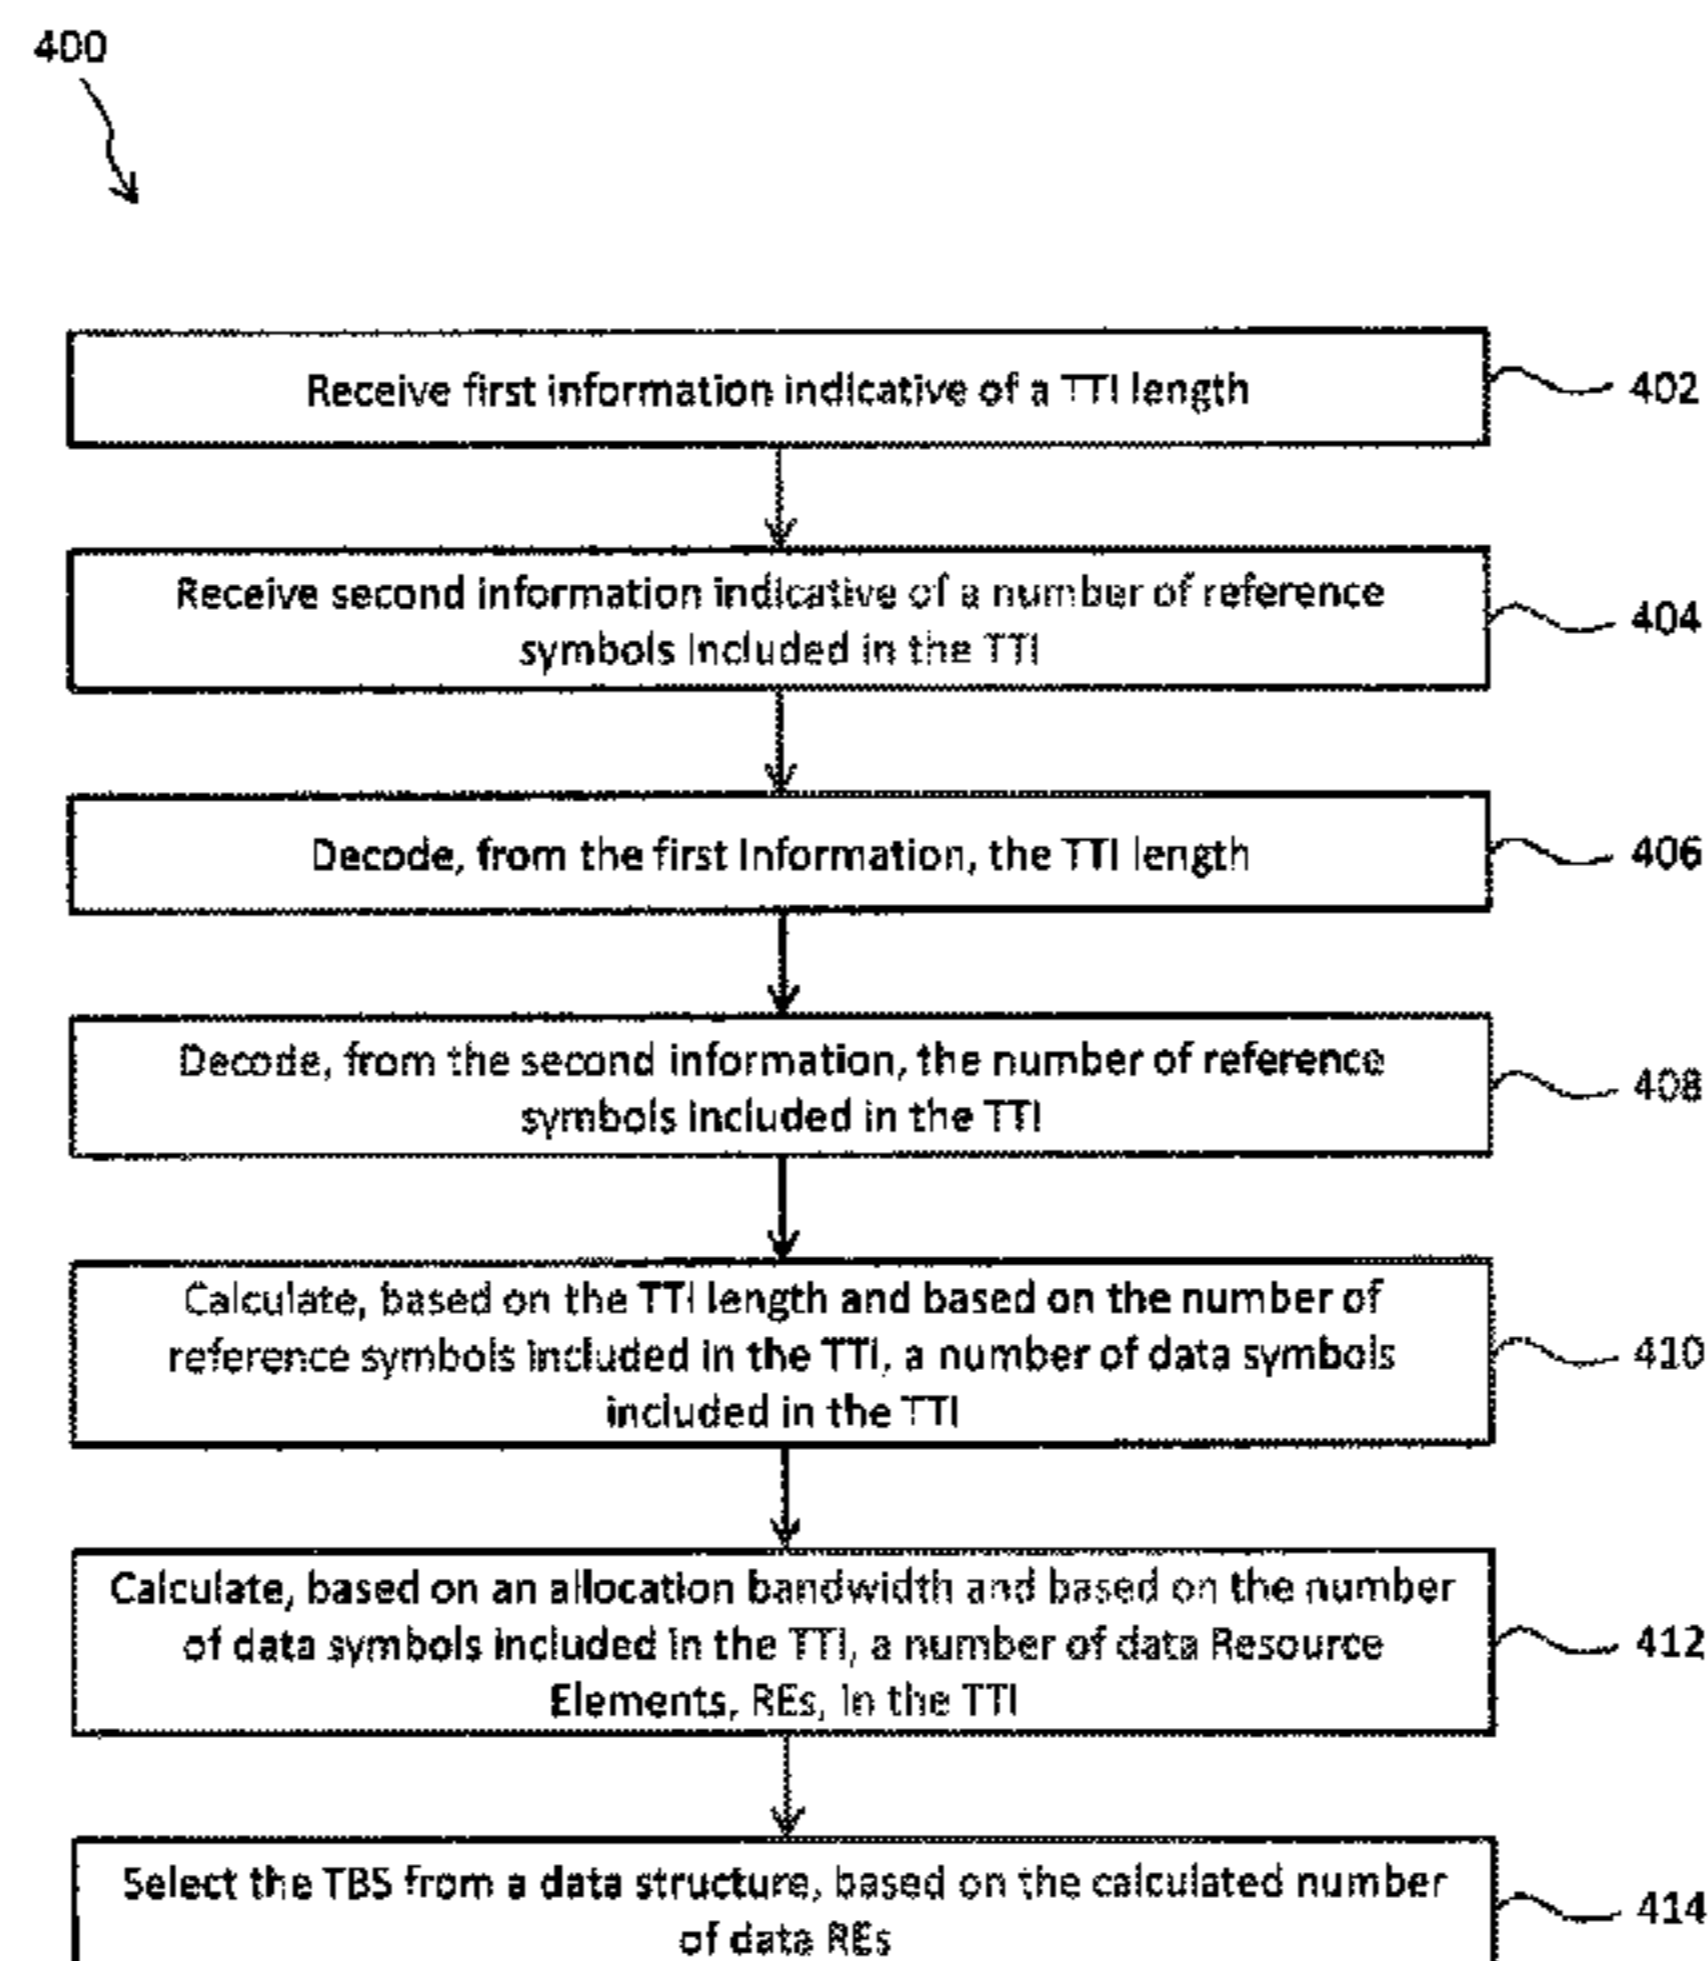 400
Receive first information indicative of a TTI length
402
Receive second information indicative of a number of reference
symbols included in the TTI
404
Decode, from the first information, the TTI length
406
Decode, from the second information, the number of reference
symbols included in the TTI
408
Calculate, based on the TTI length and based on the number of
reference symbols included in the TTI, a number of data symbols
included in the TTI
410
Calculate, based on an allocation bandwidth and based on the number
of data symbols included in the TTI, a number of data Resource
Elements, REs, in the TTI
412
Select the TBS from a data structure, based on the calculated number
of data REs
414